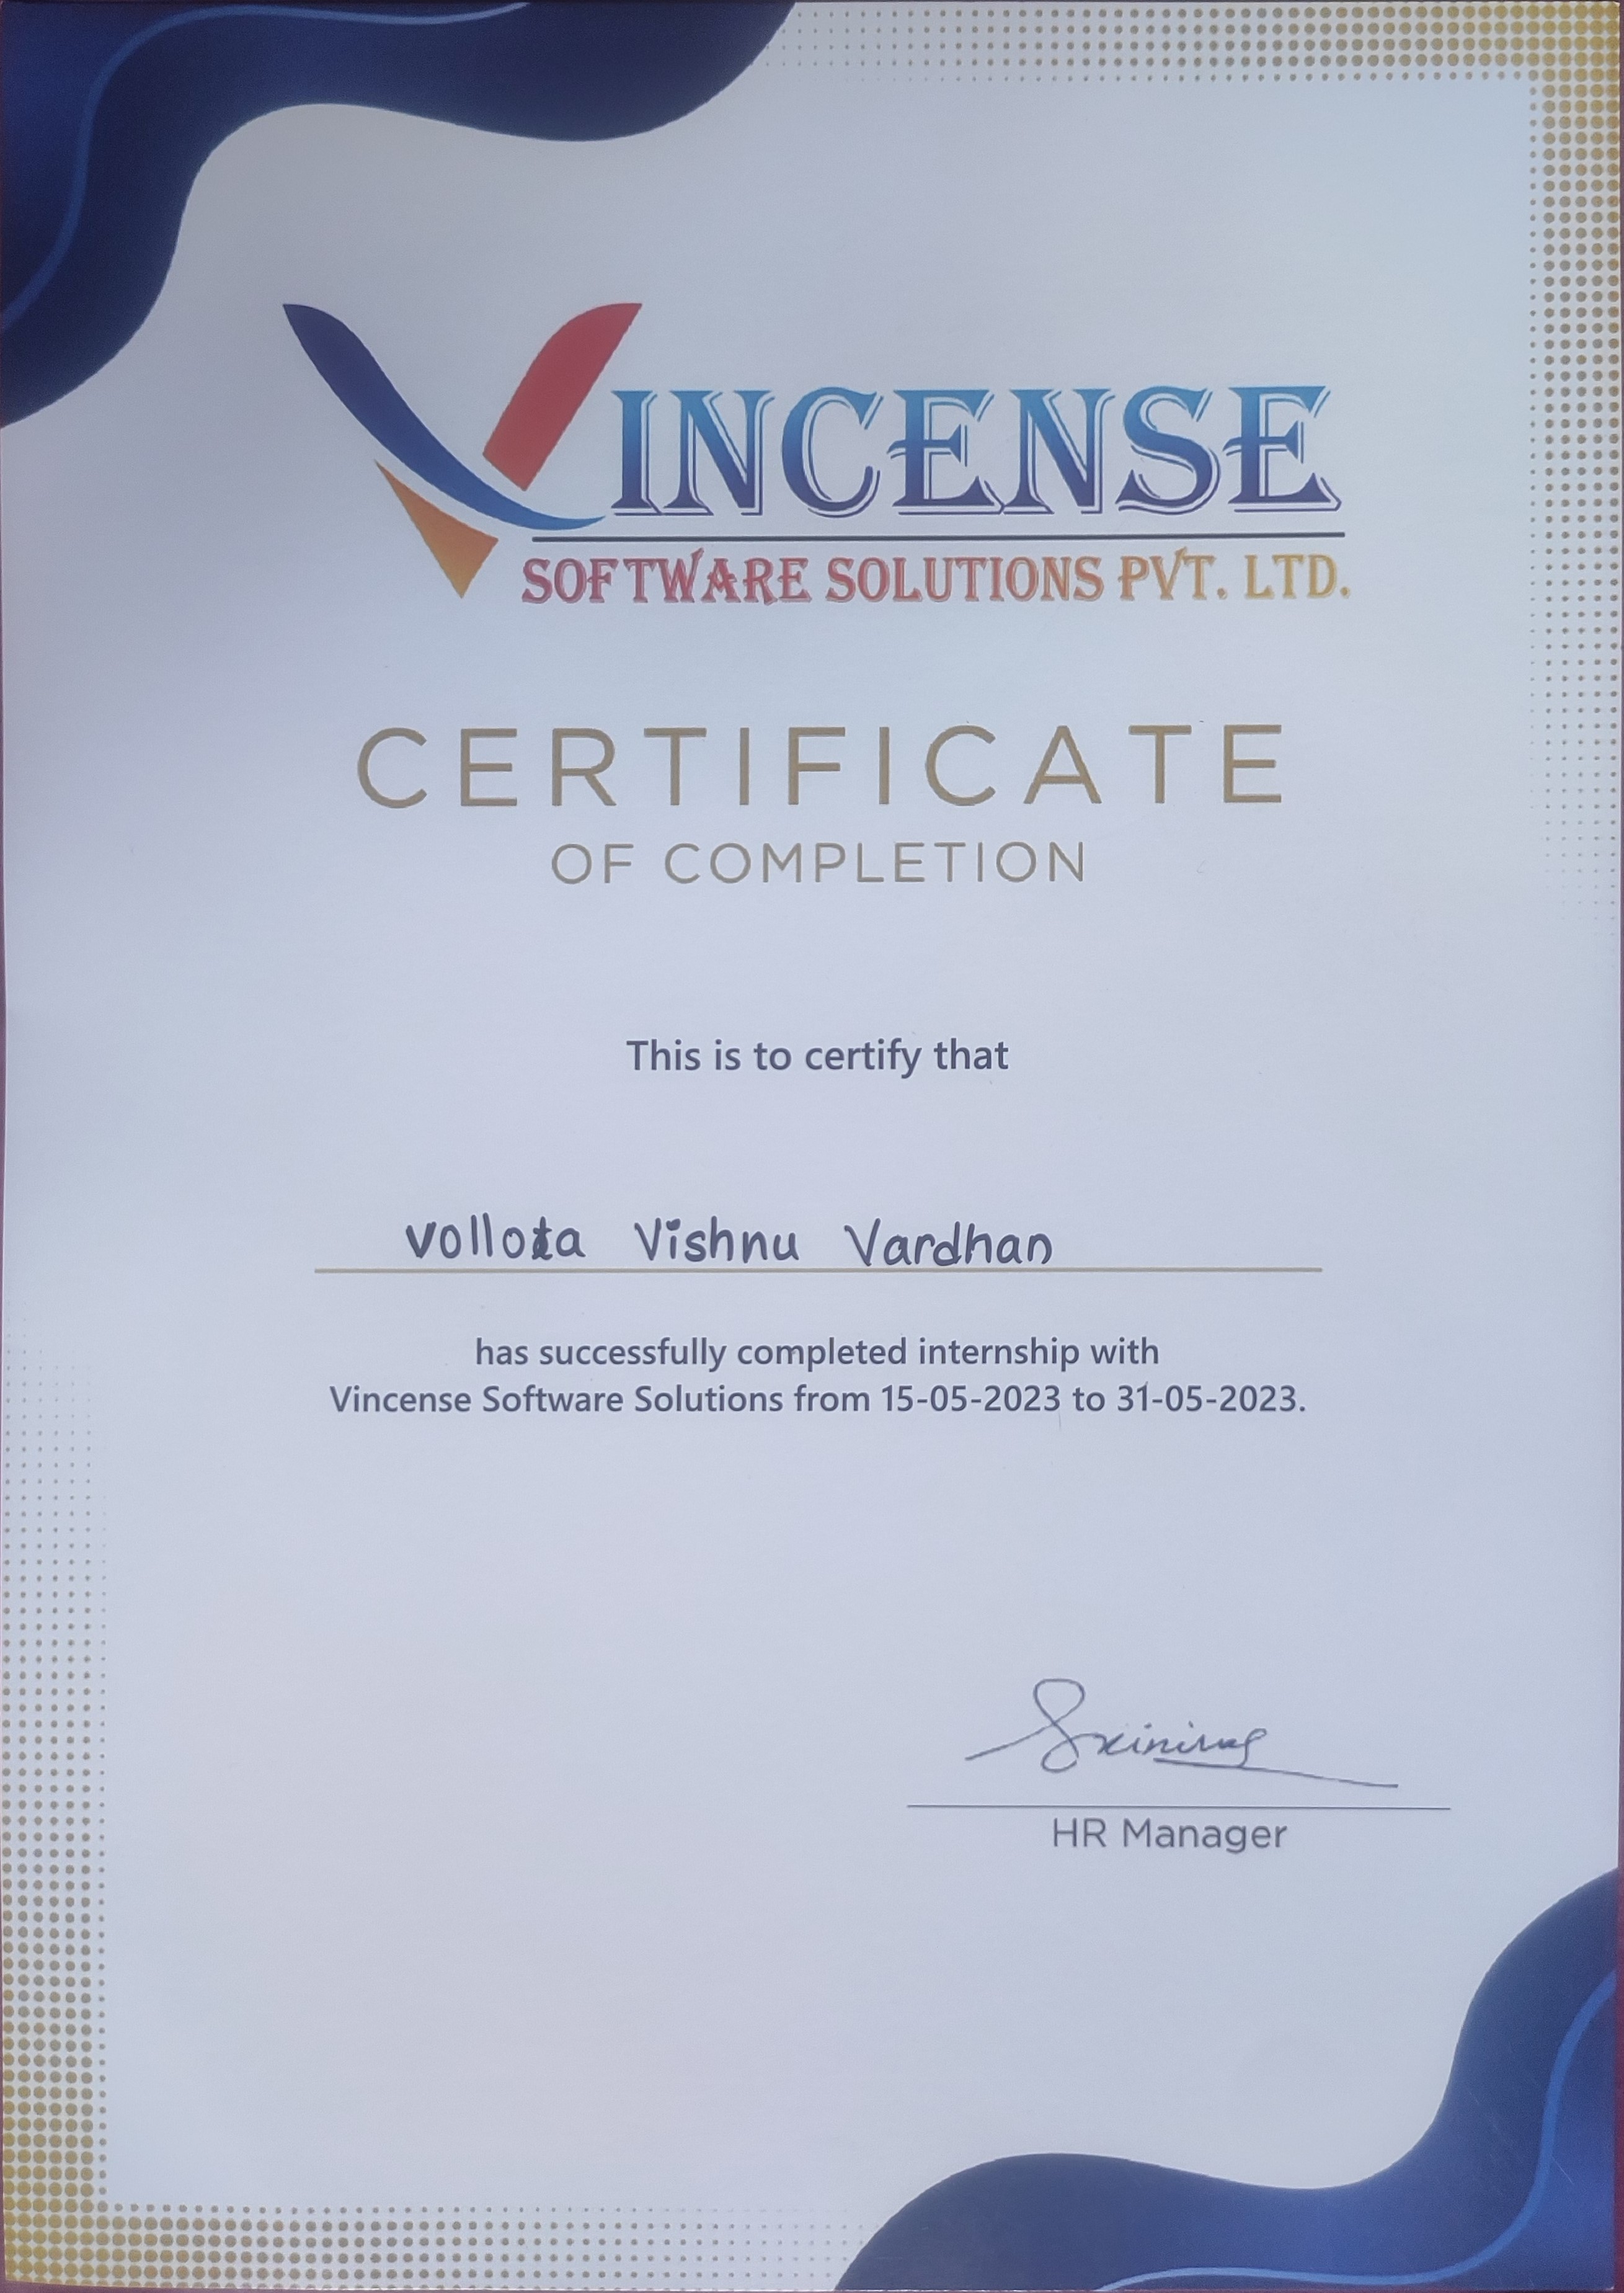 VINCENSE
SOFTWARE SOLUTIONS PVT. LTD.
CERTIFICATE
OF COMPLETION
This is to certify that
Vollota Vishnu Vardhan
has successfully completed internship with
Vincense Software Solutions from 15-05-2023 to 31-05-2023.
HR Manager